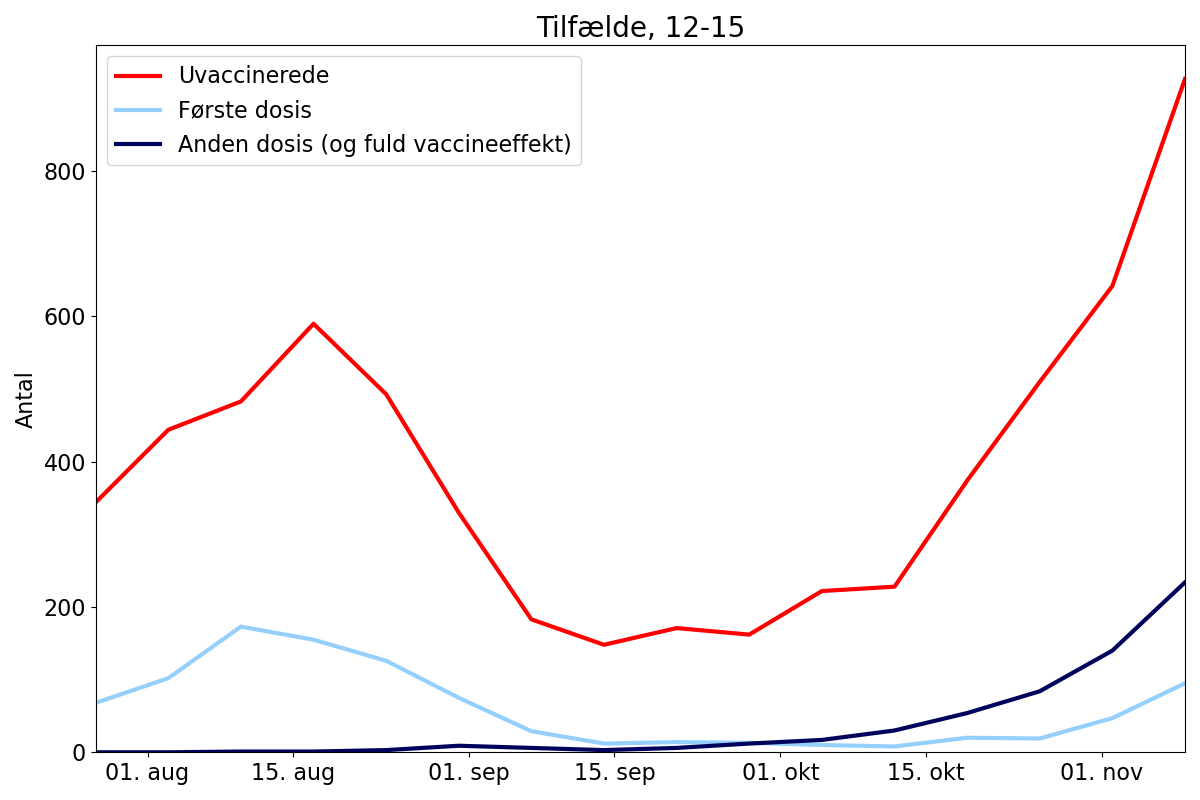 Tilfælde, 12-15
Uvaccinerede
Første dosis
Anden dosis (og fuld vaccineeffekt)
Antal
800
600
400
200
0
01. aug 15. aug 01. sep 15. sep 01. okt 15. okt 01. nov